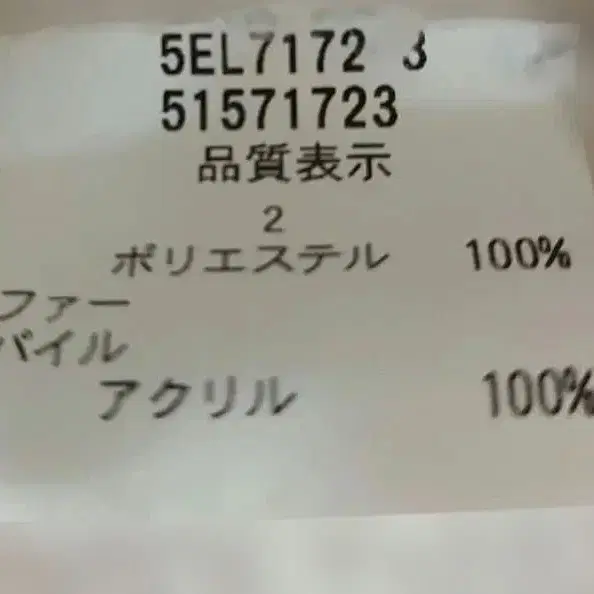 5EL7172 3
51571723
品質表示
2
ポリエステル 100%
ファー
パイル
アクリル 100%